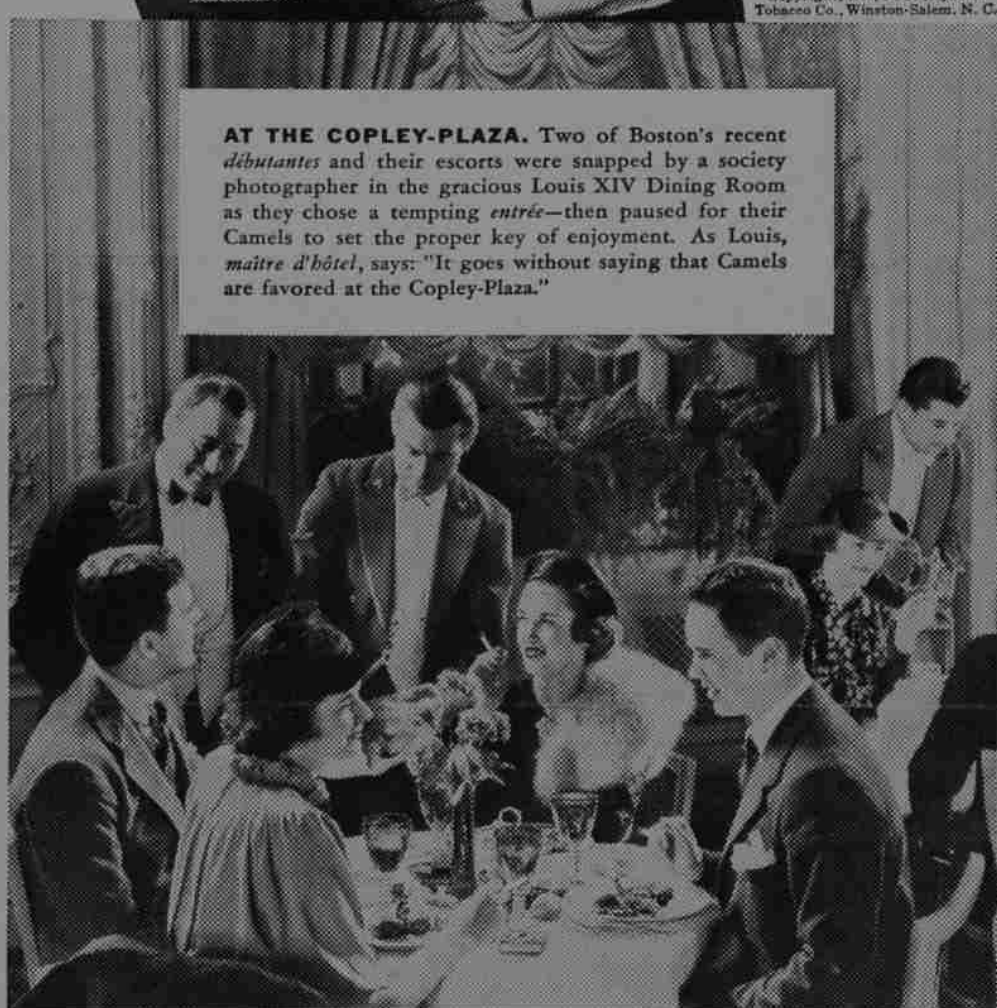 Tobacco Co., Winston-Salem, N. C.
AT THE COPLEY-PLAZA. Two of Boston's recent
débutantes and their escorts were snapped by a society
photographer in the gracious Louis XIV Dining Room
as they chose a tempting entrée—then paused for their
Camels to set the proper key of enjoyment. As Louis,
maître d'hôtel, says: "It goes without saying that Camels
are favored at the Copley-Plaza."